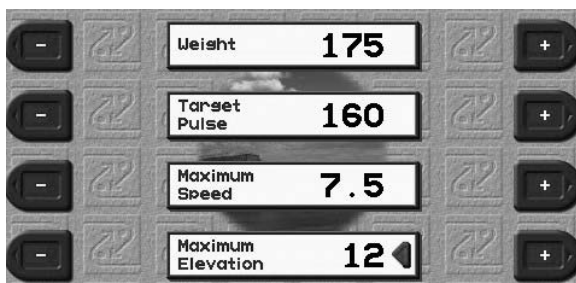 - Weight 175 +
- Target Pulse 160 +
- Maximum Speed 7.5 +
- Maximum Elevation 12 +